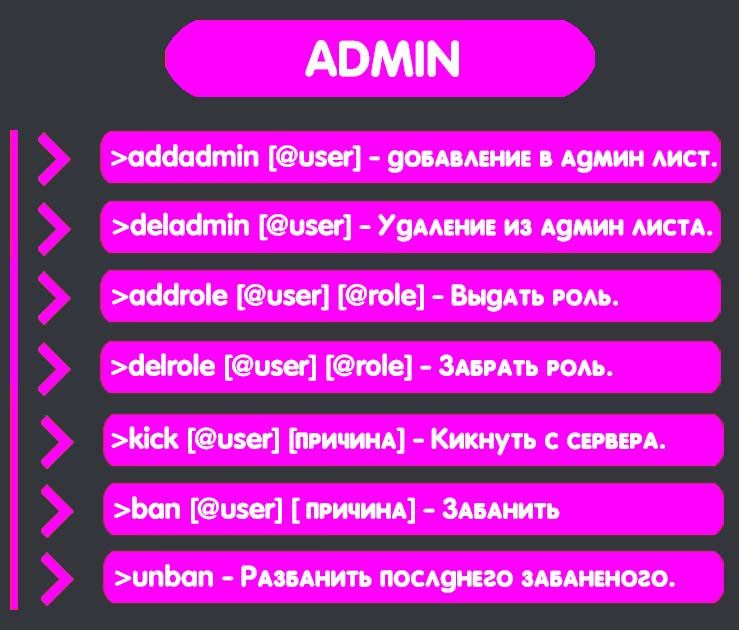 ADMIN
>addadmin [@user] - добавление в админ лист.
>deladmin [@user] - Удаление из админ листа.
>addrole [@user] [@role] - Выдать роль.
>delrole [@user] [@role] - Забрать роль.
>kick [@user] [причина] - Кикнуть с сервера.
>ban [@user] [ причина] - Забанить
>unban - Разбанить послднего забаненого.